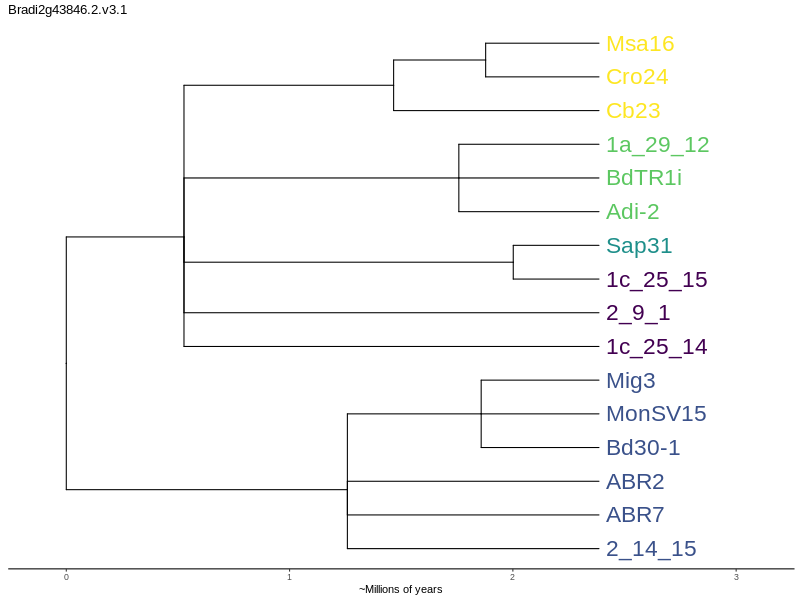 Bradi2g43846.2.v3.1
Msa16
Cro24
Cb23
1a_29_12
BdTR1i
Adi-2
Sap31
1c_25_15
2_9_1
1c_25_14
Mig3
MonSV15
Bd30-1
ABR2
ABR7
2_14_15
0 1 2 3
~Millions of years